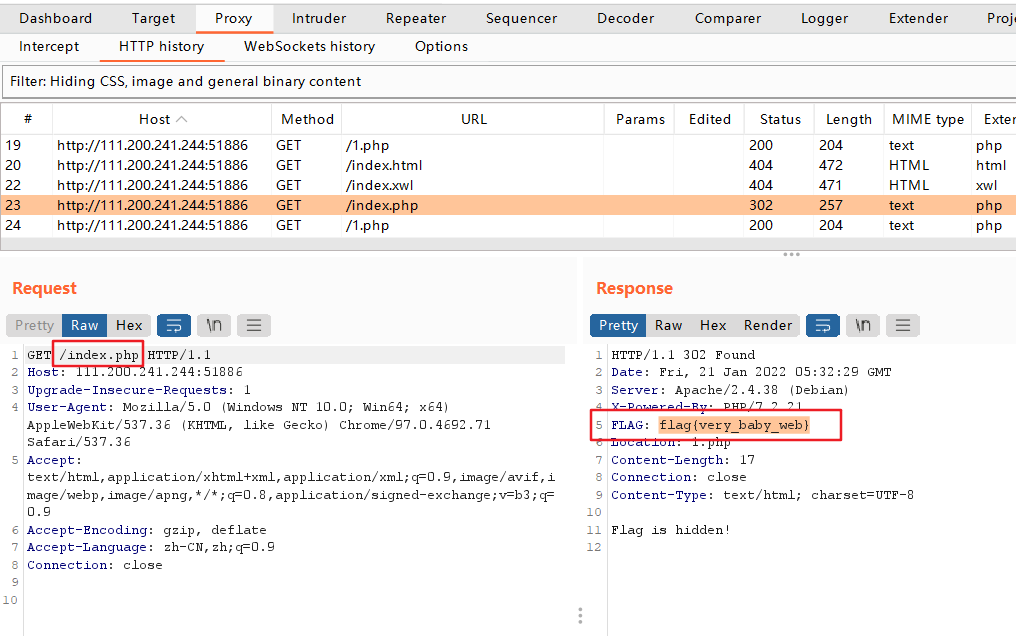 Dashboard Target Proxy Intruder Repeater Sequencer Decoder Comparer Logger Extender Proje
Intercept HTTP history WebSockets history Options
Filter: Hiding CSS, image and general binary content
# Host Method URL Params Edited Status Length MIME type Exten
19 http://111.200.241.244:51886 GET /1.php 200 204 text php
20 http://111.200.241.244:51886 GET /index.html 404 472 HTML html
22 http://111.200.241.244:51886 GET /index.xwl 404 471 HTML xwl
23 http://111.200.241.244:51886 GET /index.php 302 257 text php
24 http://111.200.241.244:51886 GET /1.php 200 204 text php
Request
Pretty Raw Hex \n
1 GET /index.php HTTP/1.1
2 Host: 111.200.241.244:51886
3 Upgrade-Insecure-Requests: 1
4 User-Agent: Mozilla/5.0 (Windows NT 10.0; Win64; x64)
AppleWebKit/537.36 (KHTML, like Gecko) Chrome/97.0.4692.71
Safari/537.36
5 Accept:
text/html,application/xhtml+xml,application/xml;q=0.9,image/avif,i
mage/webp,image/apng,*/*;q=0.8,application/signed-exchange;v=b3;q=
0.9
6 Accept-Encoding: gzip, deflate
7 Accept-Language: zh-CN,zh;q=0.9
8 Connection: close
9
10
Response
Pretty Raw Hex Render \n
1 HTTP/1.1 302 Found
2 Date: Fri, 21 Jan 2022 05:32:29 GMT
3 Server: Apache/2.4.38 (Debian)
4 X-Powered-By: PHP/7.2.21
5 FLAG: flag{very_baby_web}
6 Location: 1.php
7 Content-Length: 17
8 Connection: close
9 Content-Type: text/html; charset=UTF-8
10
11 Flag is hidden!
12